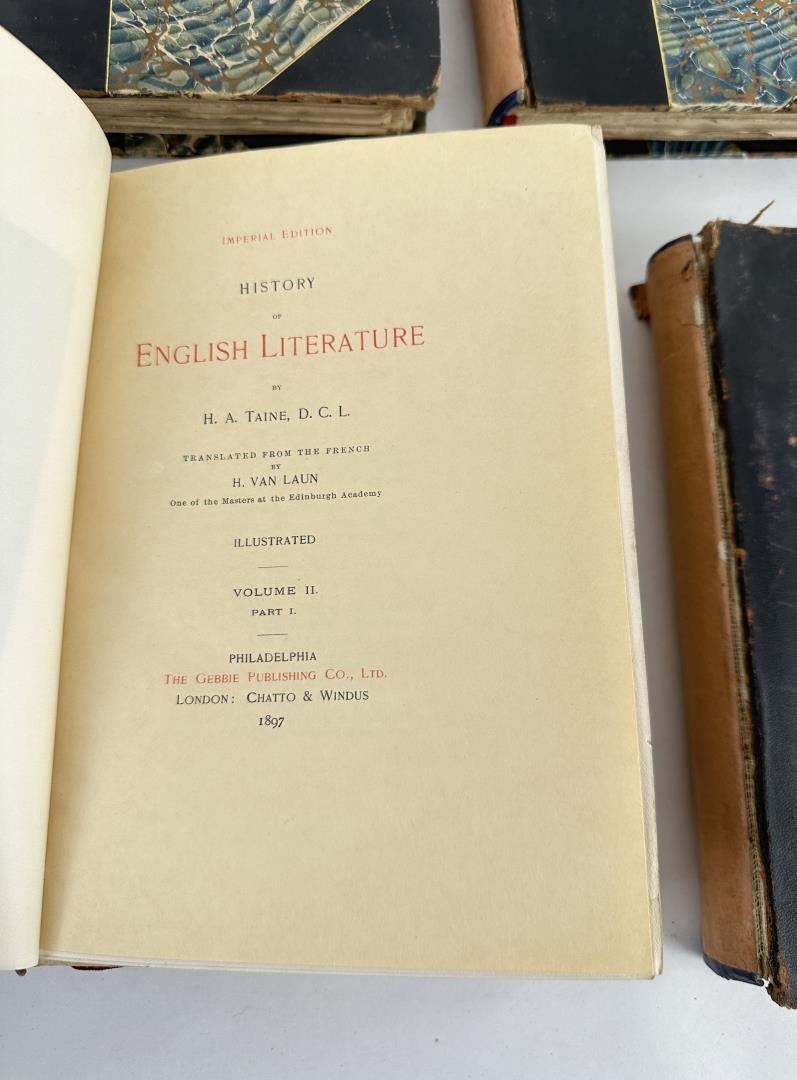 IMPERIAL EDITION
HISTORY
OF
ENGLISH LITERATURE
BY
H. A. TAINE, D. C. L.
TRANSLATED FROM THE FRENCH
BY
H. VAN LAUN
One of the Masters at the Edinburgh Academy
ILLUSTRATED
VOLUME II.
PART I.
PHILADELPHIA
THE GEBBIE PUBLISHING CO., LTD.
LONDON: CHATTO & WINDUS
1897